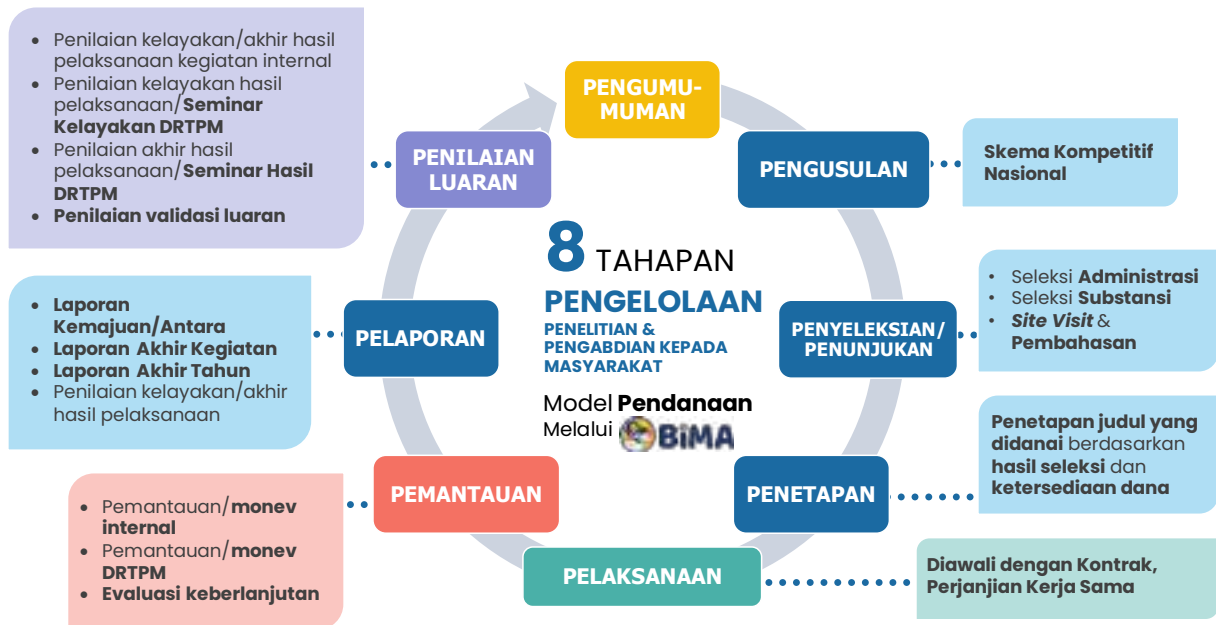 PENGUMU-
MUMAN
PENGUSULAN
Skema Kompetitif
Nasional
PENYELEKSIAN/
PENUNJUKAN
• Seleksi Administrasi
• Seleksi Substansi
• Site Visit &
Pembahasan
PENETAPAN
Penetapan judul yang
didanai berdasarkan
hasil seleksi dan
ketersediaan dana
PELAKSANAAN
Diawali dengan Kontrak,
Perjanjian Kerja Sama
PEMANTAUAN
• Pemantauan/monev
internal
• Pemantauan/monev
DRTPM
• Evaluasi keberlanjutan
PELAPORAN
• Laporan
Kemajuan/Antara
• Laporan Akhir Kegiatan
• Laporan Akhir Tahun
• Penilaian kelayakan/akhir
hasil pelaksanaan
PENILAIAN
LUARAN
• Penilaian kelayakan/akhir hasil
pelaksanaan kegiatan internal
• Penilaian kelayakan hasil
pelaksanaan/Seminar
Kelayakan DRTPM
• Penilaian akhir hasil
pelaksanaan/Seminar Hasil
DRTPM
• Penilaian validasi luaran
8 TAHAPAN
PENGELOLAAN
PENELITIAN &
PENGABDIAN KEPADA
MASYARAKAT
Model Pendanaan
Melalui BiMA